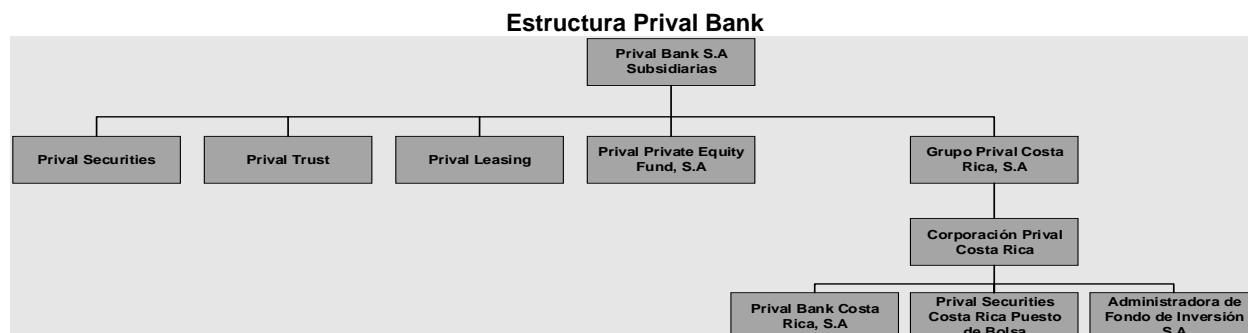 Estructura Prival Bank
Prival Bank S.A
Subsidiarias
Prival Securities
Prival Trust
Prival Leasing
Prival Private Equity
Fund, S.A
Grupo Prival Costa
Rica, S.A
Corporación Prival
Costa Rica
Prival Bank Costa
Rica, S.A
Prival Securities
Costa Rica Puesto
de Bolsa
Administradora de
Fondo de Inversión
S.A